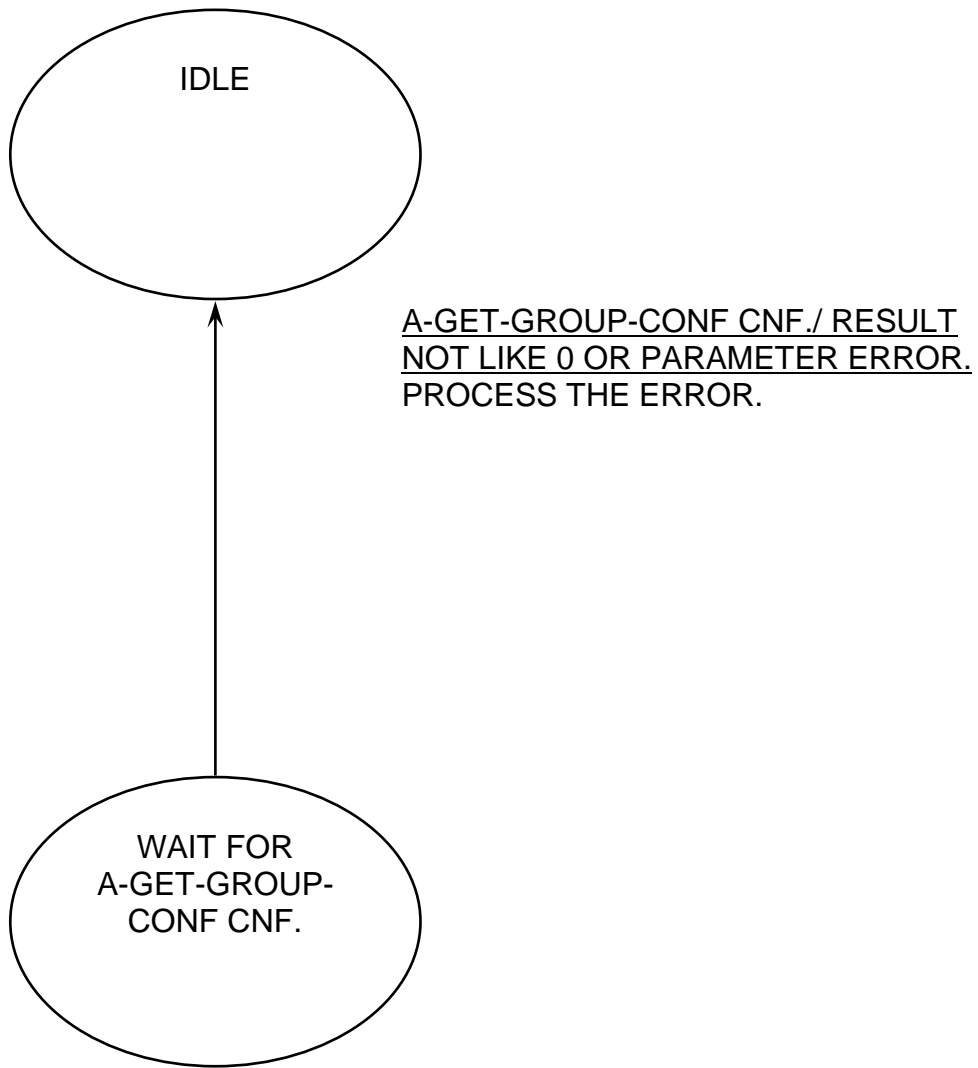 IDLE
A-GET-GROUP-CONF CNF./ RESULT
NOT LIKE 0 OR PARAMETER ERROR.
PROCESS THE ERROR.
WAIT FOR
A-GET-GROUP-
CONF CNF.